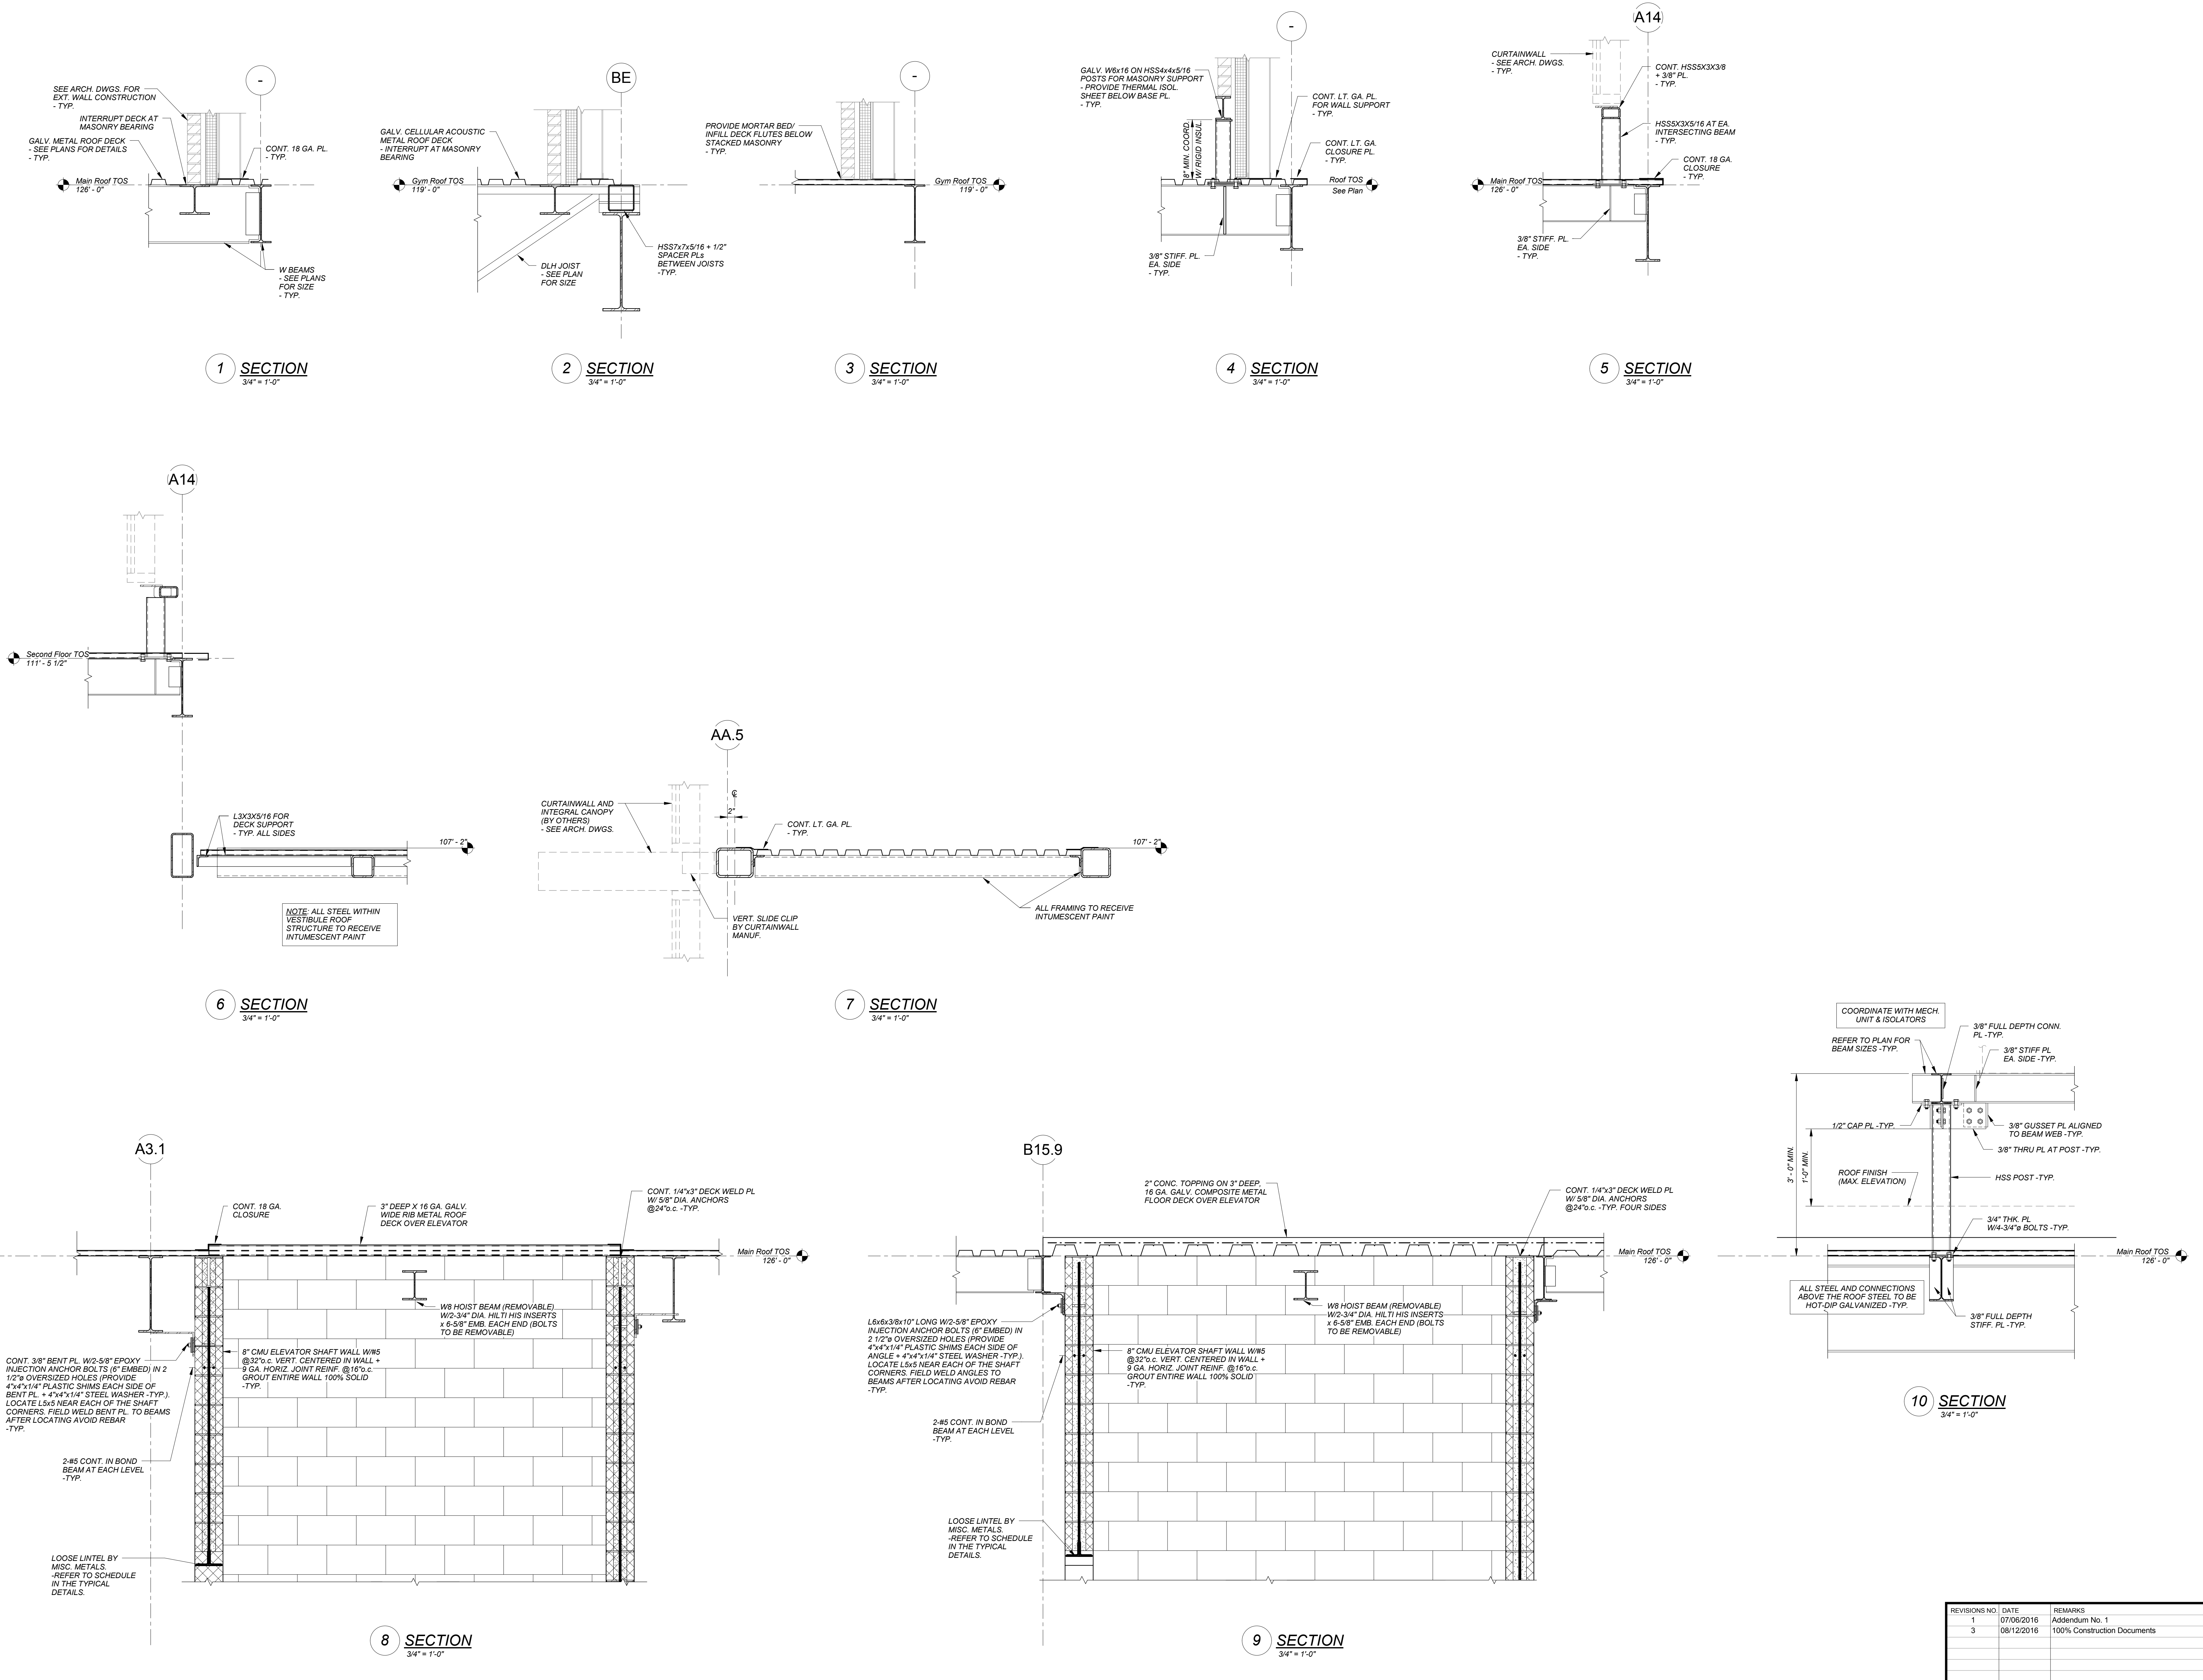 -
SEE ARCH. DWGS. FOR
EXT. WALL CONSTRUCTION
- TYP.
INTERRUPT DECK AT
MASONRY BEARING
GALV. METAL ROOF DECK
- SEE PLANS FOR DETAILS
- TYP.
CONT. 18 GA. PL.
- TYP.
Main Roof TOS
126' - 0"
W BEAMS
- SEE PLANS
FOR SIZE
- TYP.
1 SECTION
3/4" = 1'-0"
BE
GALV. CELLULAR ACOUSTIC
METAL ROOF DECK
- INTERRUPT AT MASONRY
BEARING
Gym Roof TOS
119' - 0"
HSS7x7x5/16 + 1/2"
SPACER PLs
BETWEEN JOISTS
-TYP.
DLH JOIST
- SEE PLAN
FOR SIZE
2 SECTION
3/4" = 1'-0"
-
PROVIDE MORTAR BED/
INFILL DECK FLUTES BELOW
STACKED MASONRY
- TYP.
Gym Roof TOS
119' - 0"
3 SECTION
3/4" = 1'-0"
-
GALV. W6x16 ON HSS4x4x5/16
POSTS FOR MASONRY SUPPORT
- PROVIDE THERMAL ISOL.
SHEET BELOW BASE PL.
- TYP.
CONT. LT. GA. PL.
FOR WALL SUPPORT
- TYP.
8" MIN. COORD.
W/ RIGID INSUL.
CONT. LT. GA.
CLOSURE PL.
- TYP.
Roof TOS
See Plan
3/8" STIFF. PL.
EA. SIDE
- TYP.
4 SECTION
3/4" = 1'-0"
A14
CURTAINWALL
- SEE ARCH. DWGS.
- TYP.
CONT. HSS5X3X3/8
+ 3/8" PL.
- TYP.
HSS5X3X5/16 AT EA.
INTERSECTING BEAM
- TYP.
CONT. 18 GA.
CLOSURE
- TYP.
Main Roof TOS
126' - 0"
3/8" STIFF. PL.
EA. SIDE
- TYP.
5 SECTION
3/4" = 1'-0"
A14
Second Floor TOS
111' - 5 1/2"
L3X3X5/16 FOR
DECK SUPPORT
- TYP. ALL SIDES
107' - 2"
NOTE: ALL STEEL WITHIN
VESTIBULE ROOF
STRUCTURE TO RECEIVE
INTUMESCENT PAINT
6 SECTION
3/4" = 1'-0"
AA.5
CURTAINWALL AND
INTEGRAL CANOPY
(BY OTHERS)
- SEE ARCH. DWGS.
℄
2"
CONT. LT. GA. PL.
- TYP.
107' - 2"
VERT. SLIDE CLIP
BY CURTAINWALL
MANUF.
ALL FRAMING TO RECEIVE
INTUMESCENT PAINT
7 SECTION
3/4" = 1'-0"
A3.1
CONT. 18 GA.
CLOSURE
3" DEEP X 16 GA. GALV.
WIDE RIB METAL ROOF
DECK OVER ELEVATOR
CONT. 1/4"x3" DECK WELD PL
W/ 5/8" DIA. ANCHORS
@24"o.c. -TYP.
Main Roof TOS
126' - 0"
W8 HOIST BEAM (REMOVABLE)
W/2-3/4" DIA. HILTI HIS INSERTS
x 6-5/8" EMB. EACH END (BOLTS
TO BE REMOVABLE)
8" CMU ELEVATOR SHAFT WALL W/#5
@32"o.c. VERT. CENTERED IN WALL +
9 GA. HORIZ. JOINT REINF. @16"o.c.
GROUT ENTIRE WALL 100% SOLID
-TYP.
CONT. 3/8" BENT PL. W/2-5/8" EPOXY
INJECTION ANCHOR BOLTS (6" EMBED) IN 2
1/2"ø OVERSIZED HOLES (PROVIDE
4"x4"x1/4" PLASTIC SHIMS EACH SIDE OF
BENT PL. + 4"x4"x1/4" STEEL WASHER -TYP.).
LOCATE L5x5 NEAR EACH OF THE SHAFT
CORNERS. FIELD WELD BENT PL. TO BEAMS
AFTER LOCATING AVOID REBAR
-TYP.
2-#5 CONT. IN BOND
BEAM AT EACH LEVEL
-TYP.
LOOSE LINTEL BY
MISC. METALS.
-REFER TO SCHEDULE
IN THE TYPICAL
DETAILS.
8 SECTION
3/4" = 1'-0"
B15.9
2" CONC. TOPPING ON 3" DEEP,
16 GA. GALV. COMPOSITE METAL
FLOOR DECK OVER ELEVATOR
CONT. 1/4"x3" DECK WELD PL
W/ 5/8" DIA. ANCHORS
@24"o.c. -TYP. FOUR SIDES
Main Roof TOS
126' - 0"
W8 HOIST BEAM (REMOVABLE)
W/2-3/4" DIA. HILTI HIS INSERTS
x 6-5/8" EMB. EACH END (BOLTS
TO BE REMOVABLE)
L6x6x3/8x10" LONG W/2-5/8" EPOXY
INJECTION ANCHOR BOLTS (6" EMBED) IN
2 1/2"ø OVERSIZED HOLES (PROVIDE
4"x4"x1/4" PLASTIC SHIMS EACH SIDE OF
ANGLE + 4"x4"x1/4" STEEL WASHER -TYP.).
LOCATE L5x5 NEAR EACH OF THE SHAFT
CORNERS. FIELD WELD ANGLES TO
BEAMS AFTER LOCATING AVOID REBAR
-TYP.
8" CMU ELEVATOR SHAFT WALL W/#5
@32"o.c. VERT. CENTERED IN WALL +
9 GA. HORIZ. JOINT REINF. @16"o.c.
GROUT ENTIRE WALL 100% SOLID
-TYP.
2-#5 CONT. IN BOND
BEAM AT EACH LEVEL
-TYP.
LOOSE LINTEL BY
MISC. METALS.
-REFER TO SCHEDULE
IN THE TYPICAL
DETAILS.
9 SECTION
3/4" = 1'-0"
COORDINATE WITH MECH.
UNIT & ISOLATORS
REFER TO PLAN FOR
BEAM SIZES -TYP.
3/8" FULL DEPTH CONN.
PL -TYP.
3/8" STIFF PL
EA. SIDE -TYP.
1/2" CAP PL -TYP.
3/8" GUSSET PL ALIGNED
TO BEAM WEB -TYP.
3/8" THRU PL AT POST -TYP.
3' - 0" MIN.
1'-0" MIN.
ROOF FINISH
(MAX. ELEVATION)
HSS POST -TYP.
3/4" THK. PL
W/4-3/4"ø BOLTS -TYP.
Main Roof TOS
126' - 0"
ALL STEEL AND CONNECTIONS
ABOVE THE ROOF STEEL TO BE
HOT-DIP GALVANIZED -TYP.
3/8" FULL DEPTH
STIFF. PL -TYP.
10 SECTION
3/4" = 1'-0"
REVISIONS NO. DATE REMARKS
1 07/06/2016 Addendum No. 1
3 08/12/2016 100% Construction Documents